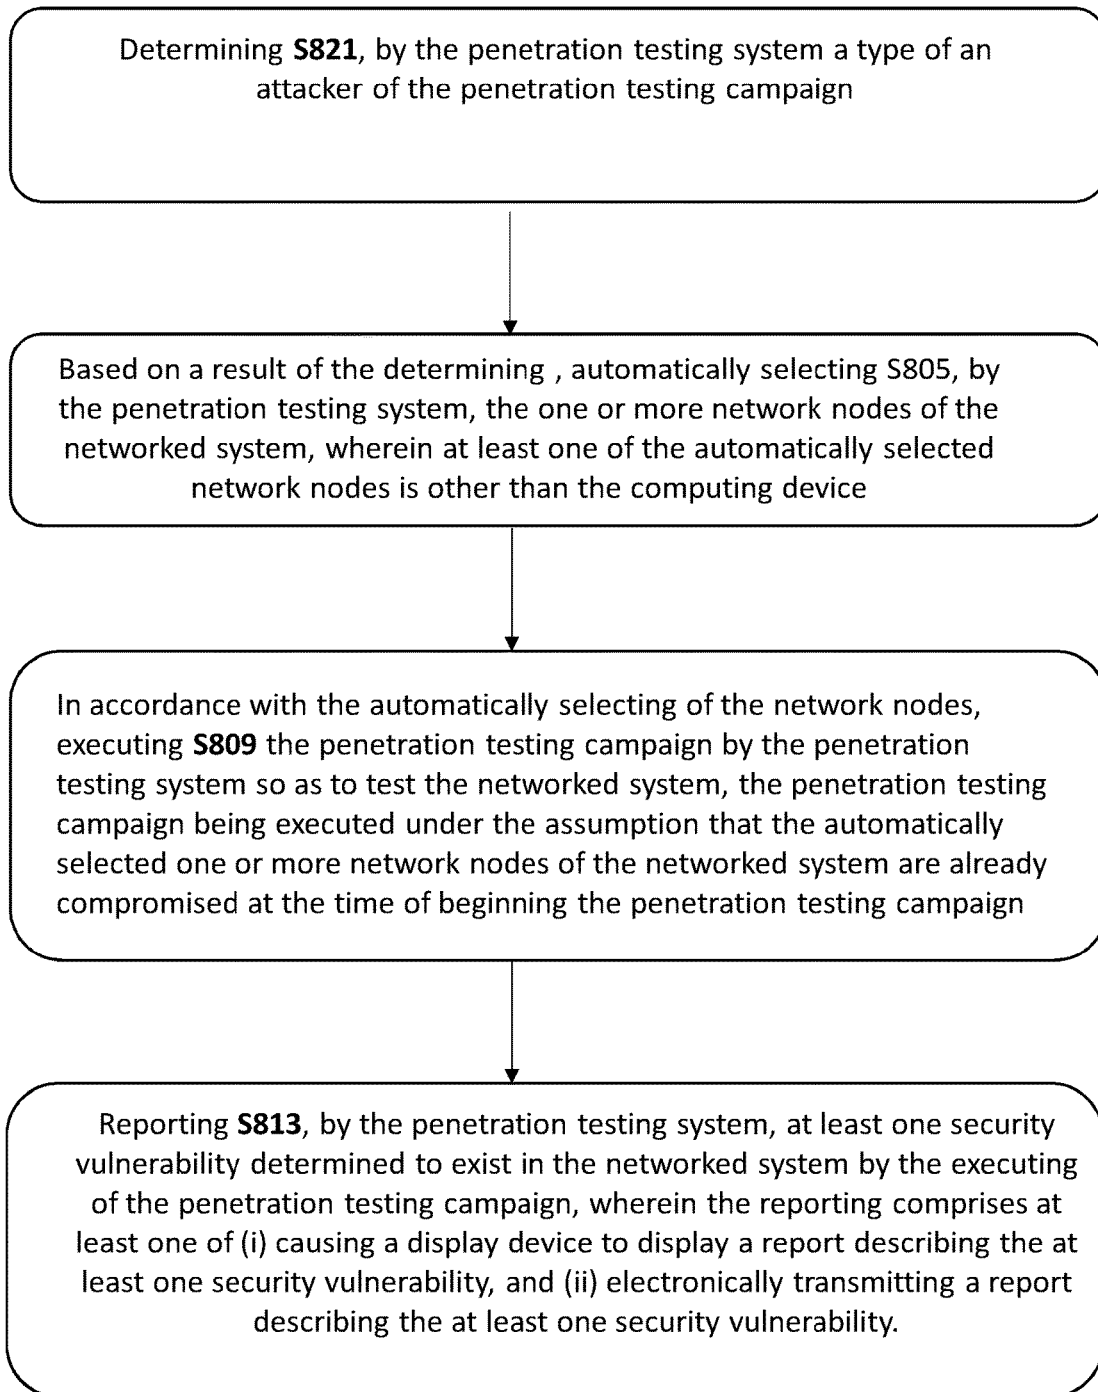 Determining S821, by the penetration testing system a type of an
attacker of the penetration testing campaign
Based on a result of the determining , automatically selecting S805, by
the penetration testing system, the one or more network nodes of the
networked system, wherein at least one of the automatically selected
network nodes is other than the computing device
In accordance with the automatically selecting of the network nodes,
executing S809 the penetration testing campaign by the penetration
testing system so as to test the networked system, the penetration testing
campaign being executed under the assumption that the automatically
selected one or more network nodes of the networked system are already
compromised at the time of beginning the penetration testing campaign
Reporting S813, by the penetration testing system, at least one security
vulnerability determined to exist in the networked system by the executing
of the penetration testing campaign, wherein the reporting comprises at
least one of (i) causing a display device to display a report describing the at
least one security vulnerability, and (ii) electronically transmitting a report
describing the at least one security vulnerability.